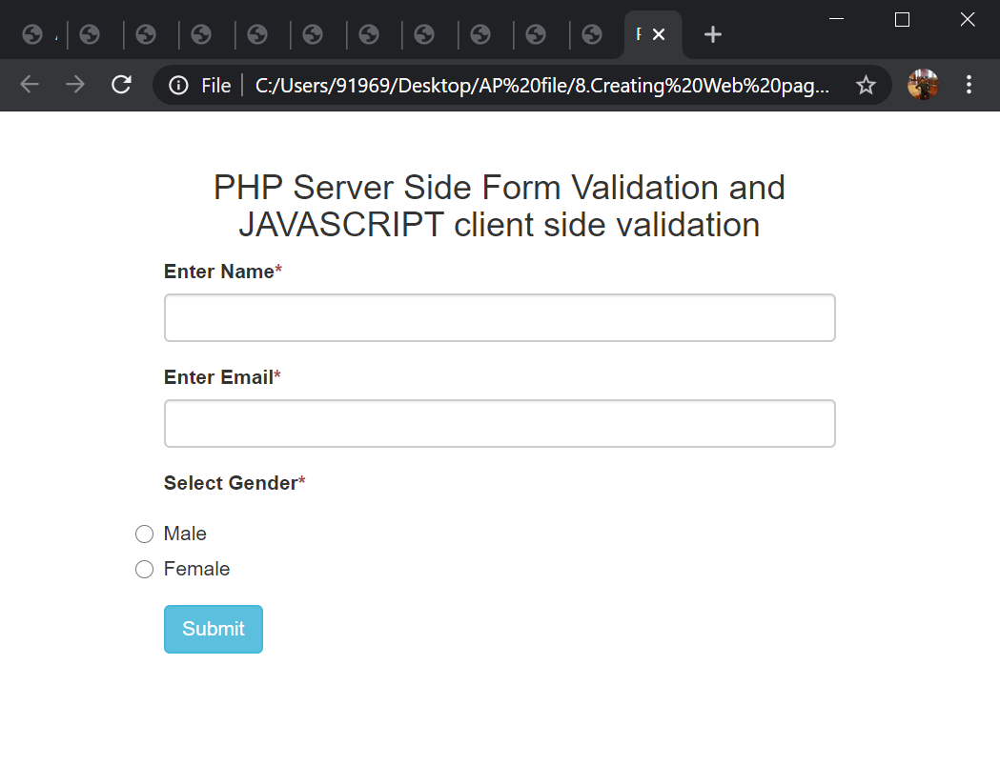 File
C:/Users/91969/Desktop/AP%20file/8.Creating%20Web%20pag...
PHP Server Side Form Validation and
JAVASCRIPT client side validation
Enter Name*
Enter Email*
Select Gender*
Male
Female
Submit